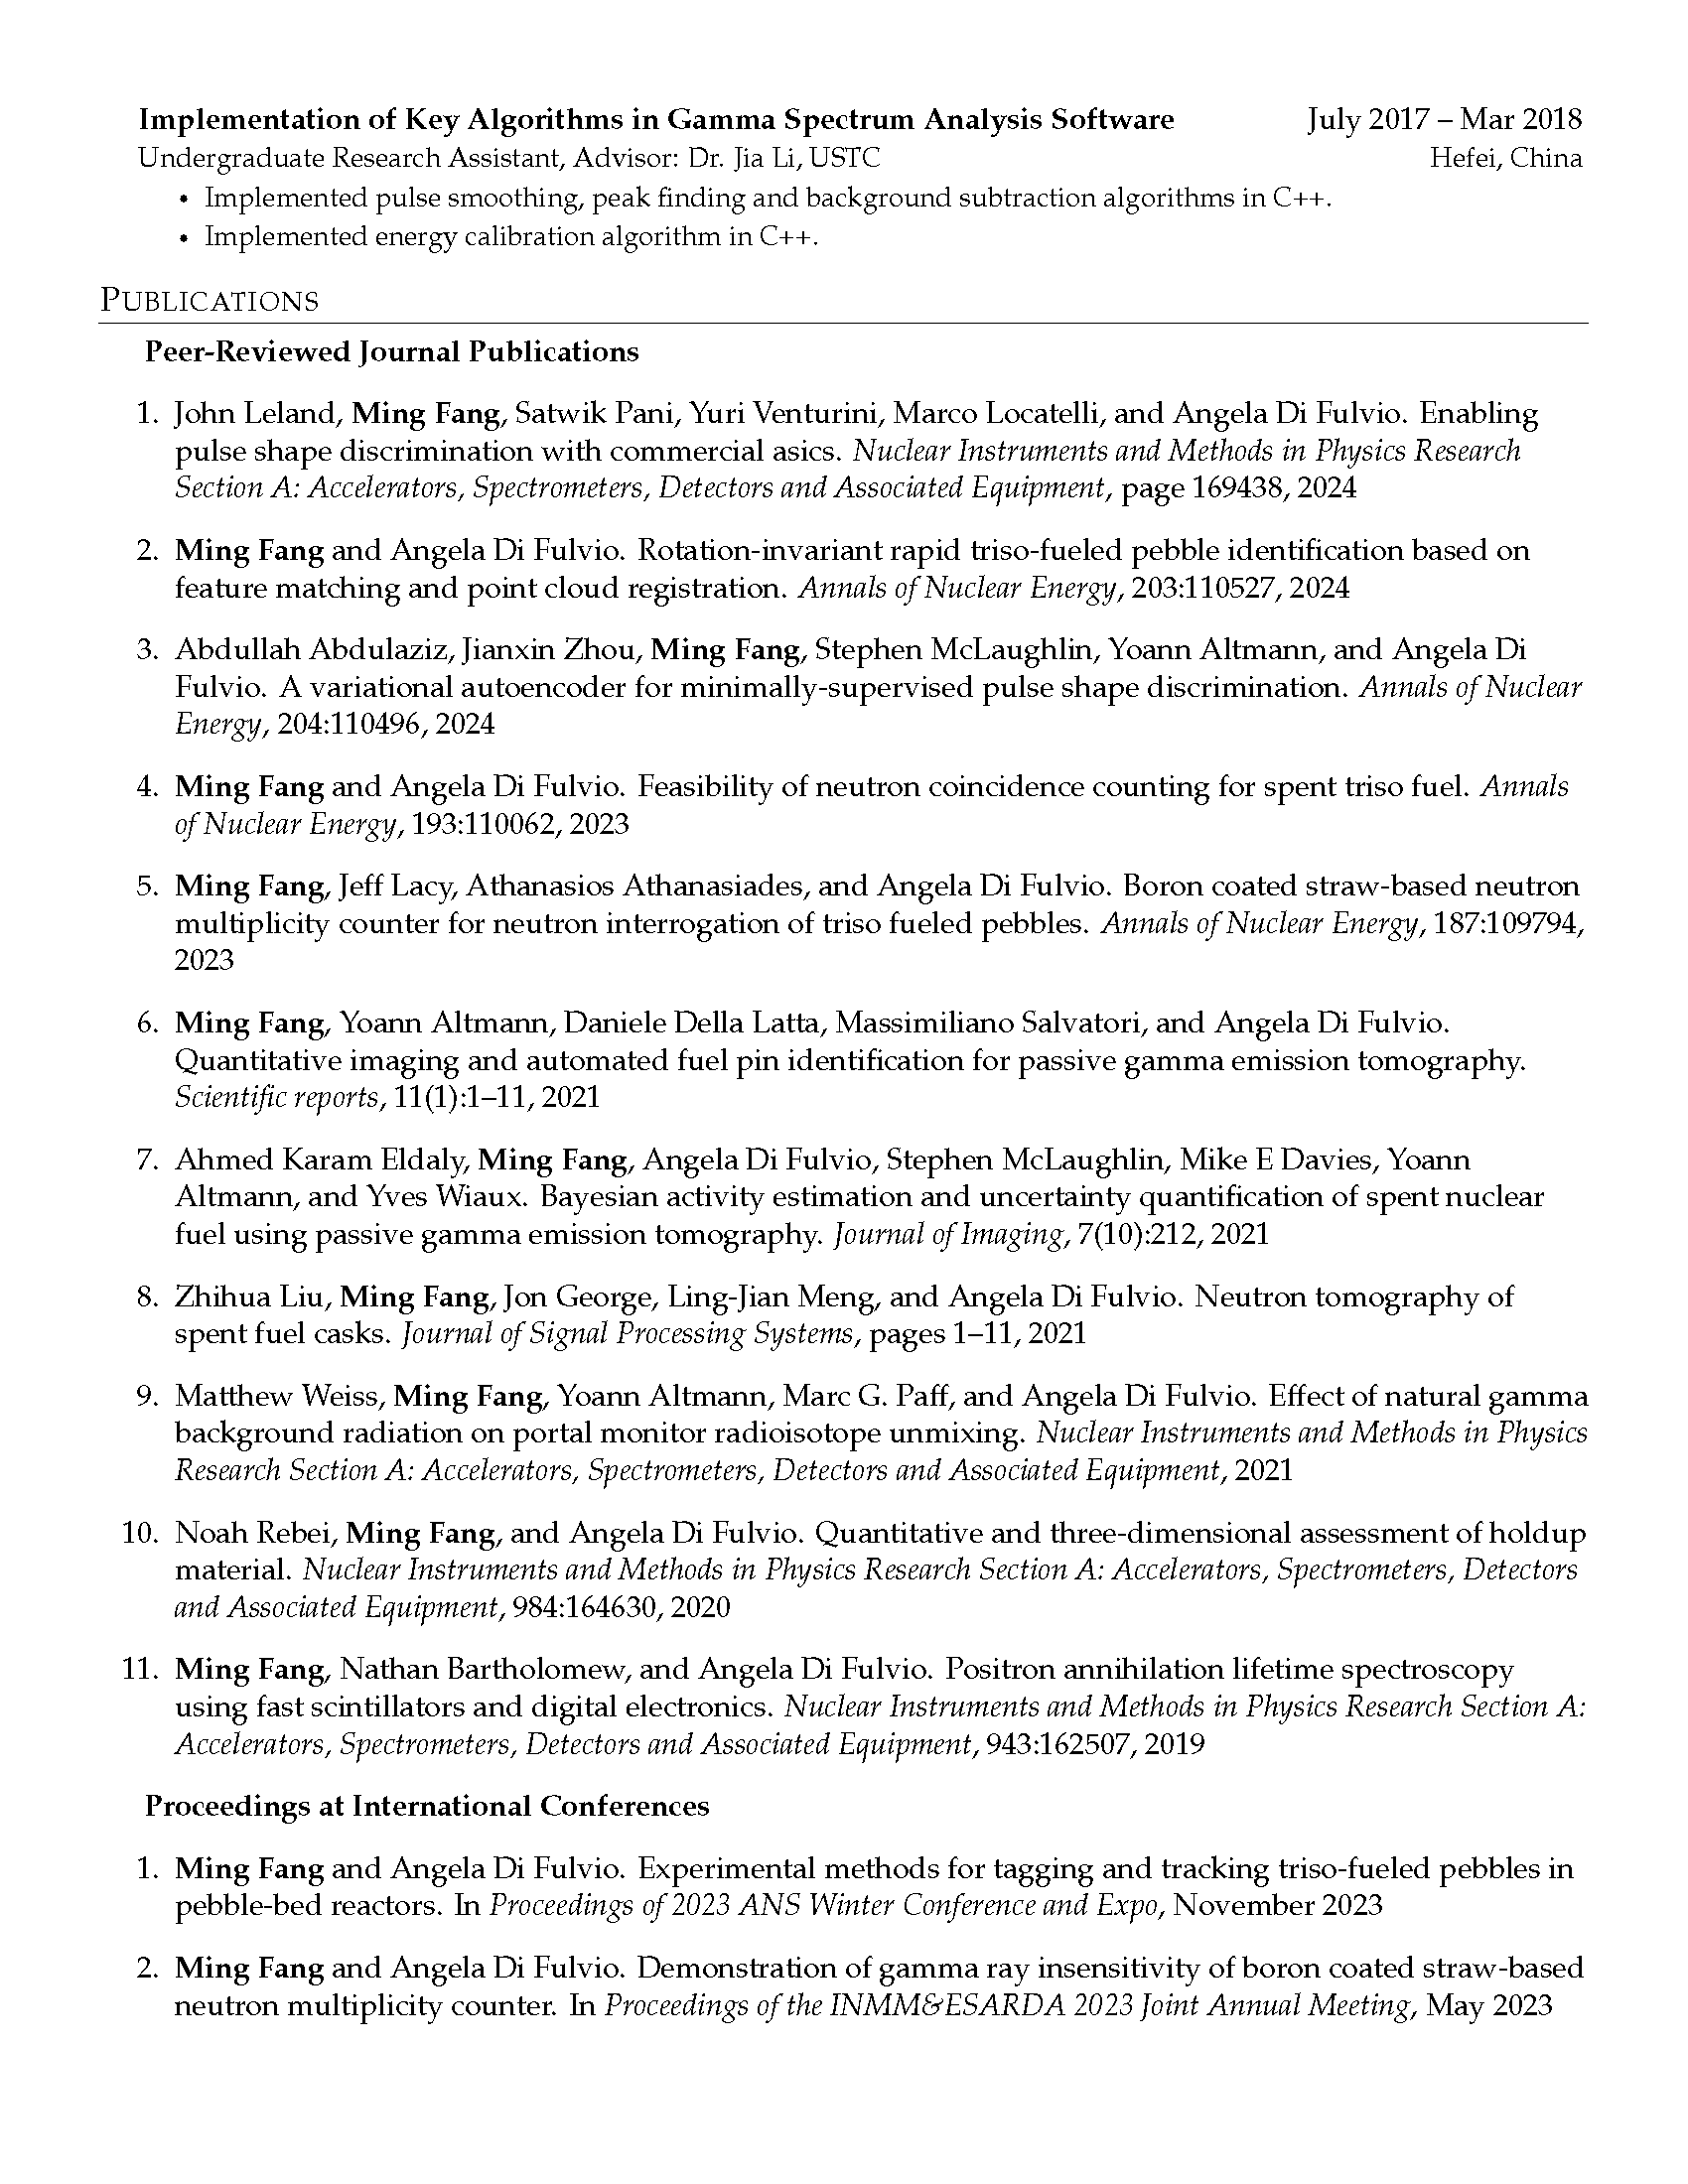 Implementation of Key Algorithms in Gamma Spectrum Analysis Software July 2017 – Mar 2018
Undergraduate Research Assistant, Advisor: Dr. Jia Li, USTC Hefei, China
• Implemented pulse smoothing, peak finding and background subtraction algorithms in C++.
• Implemented energy calibration algorithm in C++.
PUBLICATIONS
Peer-Reviewed Journal Publications
1. John Leland, Ming Fang, Satwik Pani, Yuri Venturini, Marco Locatelli, and Angela Di Fulvio. Enabling
pulse shape discrimination with commercial asics. Nuclear Instruments and Methods in Physics Research
Section A: Accelerators, Spectrometers, Detectors and Associated Equipment, page 169438, 2024
2. Ming Fang and Angela Di Fulvio. Rotation-invariant rapid triso-fueled pebble identification based on
feature matching and point cloud registration. Annals of Nuclear Energy, 203:110527, 2024
3. Abdullah Abdulaziz, Jianxin Zhou, Ming Fang, Stephen McLaughlin, Yoann Altmann, and Angela Di
Fulvio. A variational autoencoder for minimally-supervised pulse shape discrimination. Annals of Nuclear
Energy, 204:110496, 2024
4. Ming Fang and Angela Di Fulvio. Feasibility of neutron coincidence counting for spent triso fuel. Annals
of Nuclear Energy, 193:110062, 2023
5. Ming Fang, Jeff Lacy, Athanasios Athanasiades, and Angela Di Fulvio. Boron coated straw-based neutron
multiplicity counter for neutron interrogation of triso fueled pebbles. Annals of Nuclear Energy, 187:109794,
2023
6. Ming Fang, Yoann Altmann, Daniele Della Latta, Massimiliano Salvatori, and Angela Di Fulvio.
Quantitative imaging and automated fuel pin identification for passive gamma emission tomography.
Scientific reports, 11(1):1–11, 2021
7. Ahmed Karam Eldaly, Ming Fang, Angela Di Fulvio, Stephen McLaughlin, Mike E Davies, Yoann
Altmann, and Yves Wiaux. Bayesian activity estimation and uncertainty quantification of spent nuclear
fuel using passive gamma emission tomography. Journal of Imaging, 7(10):212, 2021
8. Zhihua Liu, Ming Fang, Jon George, Ling-Jian Meng, and Angela Di Fulvio. Neutron tomography of
spent fuel casks. Journal of Signal Processing Systems, pages 1–11, 2021
9. Matthew Weiss, Ming Fang, Yoann Altmann, Marc G. Paff, and Angela Di Fulvio. Effect of natural gamma
background radiation on portal monitor radioisotope unmixing. Nuclear Instruments and Methods in Physics
Research Section A: Accelerators, Spectrometers, Detectors and Associated Equipment, 2021
10. Noah Rebei, Ming Fang, and Angela Di Fulvio. Quantitative and three-dimensional assessment of holdup
material. Nuclear Instruments and Methods in Physics Research Section A: Accelerators, Spectrometers, Detectors
and Associated Equipment, 984:164630, 2020
11. Ming Fang, Nathan Bartholomew, and Angela Di Fulvio. Positron annihilation lifetime spectroscopy
using fast scintillators and digital electronics. Nuclear Instruments and Methods in Physics Research Section A:
Accelerators, Spectrometers, Detectors and Associated Equipment, 943:162507, 2019
Proceedings at International Conferences
1. Ming Fang and Angela Di Fulvio. Experimental methods for tagging and tracking triso-fueled pebbles in
pebble-bed reactors. In Proceedings of 2023 ANS Winter Conference and Expo, November 2023
2. Ming Fang and Angela Di Fulvio. Demonstration of gamma ray insensitivity of boron coated straw-based
neutron multiplicity counter. In Proceedings of the INMM&ESARDA 2023 Joint Annual Meeting, May 2023